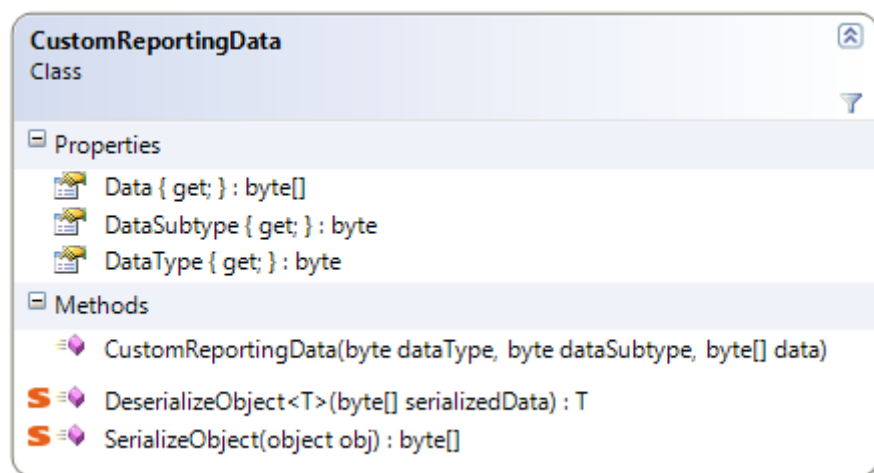 CustomReportingData
Class
Properties
Data { get; } : byte[]
DataSubtype { get; } : byte
DataType { get; } : byte
Methods
CustomReportingData(byte dataType, byte dataSubtype, byte[] data)
S DeserializeObject<T>(byte[] serializedData) : T
S SerializeObject(object obj) : byte[]